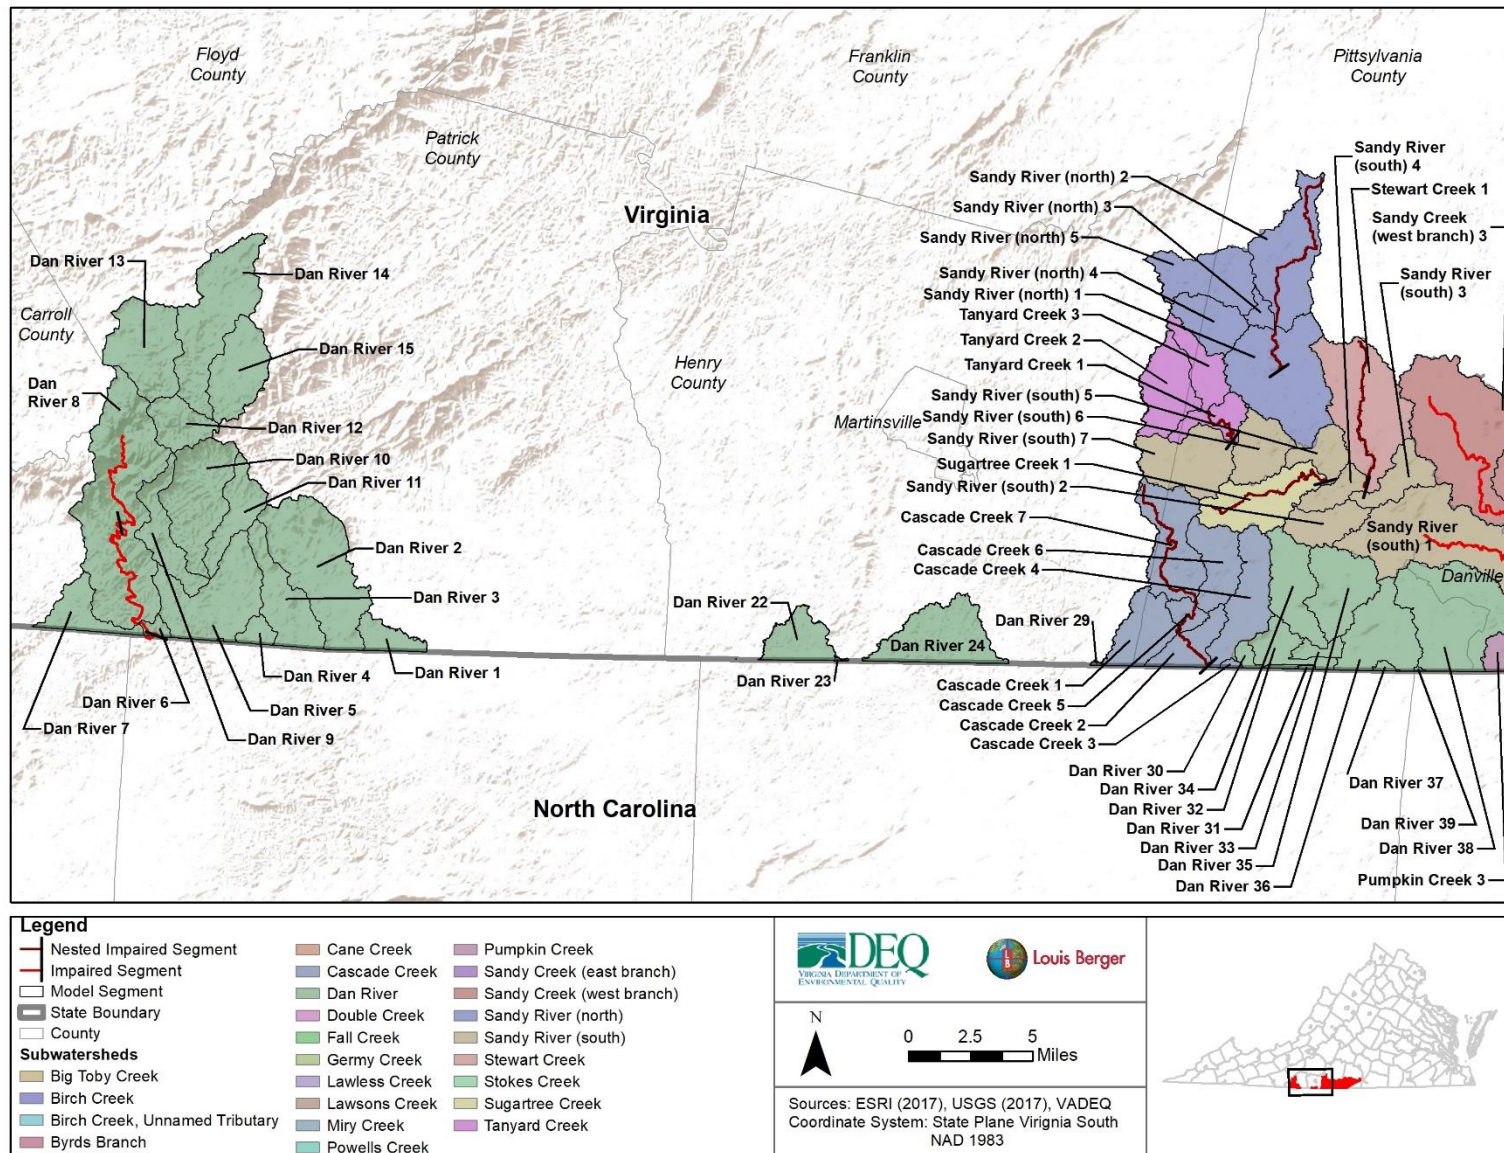 Floyd
County
Franklin
County
Pittsylvania
County
Patrick
County
Virginia
Sandy River (north) 2
Sandy River (north) 3
Sandy River (north) 5
Sandy River (north) 4
Sandy River (north) 1
Tanyard Creek 3
Tanyard Creek 2
Tanyard Creek 1
Sandy River (south) 5
Sandy River (south) 6
Sandy River (south) 7
Sugartree Creek 1
Sandy River (south) 2
Cascade Creek 7
Cascade Creek 6
Cascade Creek 4
Sandy River
(south) 4
Stewart Creek 1
Sandy Creek
(west branch) 3
Sandy River
(south) 3
Sandy River
(south) 1
Danville
Dan River 13
Dan River 14
Carroll
County
Dan River 15
Dan
River 8
Dan River 12
Dan River 10
Dan River 11
Dan River 2
Dan River 3
Henry
County
Martinsville
Dan River 22
Dan River 24
Dan River 23
Dan River 29
Dan River 1
Dan River 4
Dan River 6
Dan River 5
Dan River 7
Dan River 9
Cascade Creek 1
Cascade Creek 5
Cascade Creek 2
Cascade Creek 3
North Carolina
Dan River 30
Dan River 34
Dan River 32
Dan River 31
Dan River 33
Dan River 35
Dan River 36
Dan River 37
Dan River 39
Dan River 38
Pumpkin Creek 3
Legend
Nested Impaired Segment
Impaired Segment
Model Segment
State Boundary
County
Subwatersheds
Big Toby Creek
Birch Creek
Birch Creek, Unnamed Tributary
Byrds Branch
Cane Creek
Cascade Creek
Dan River
Double Creek
Fall Creek
Germy Creek
Lawless Creek
Lawsons Creek
Miry Creek
Powells Creek
Pumpkin Creek
Sandy Creek (east branch)
Sandy Creek (west branch)
Sandy River (north)
Sandy River (south)
Stewart Creek
Stokes Creek
Sugartree Creek
Tanyard Creek
DEQ
VIRGINIA DEPARTMENT OF
ENVIRONMENTAL QUALITY
Louis Berger
N
0 2.5 5
Miles
Sources: ESRI (2017), USGS (2017), VADEQ
Coordinate System: State Plane Virignia South
NAD 1983